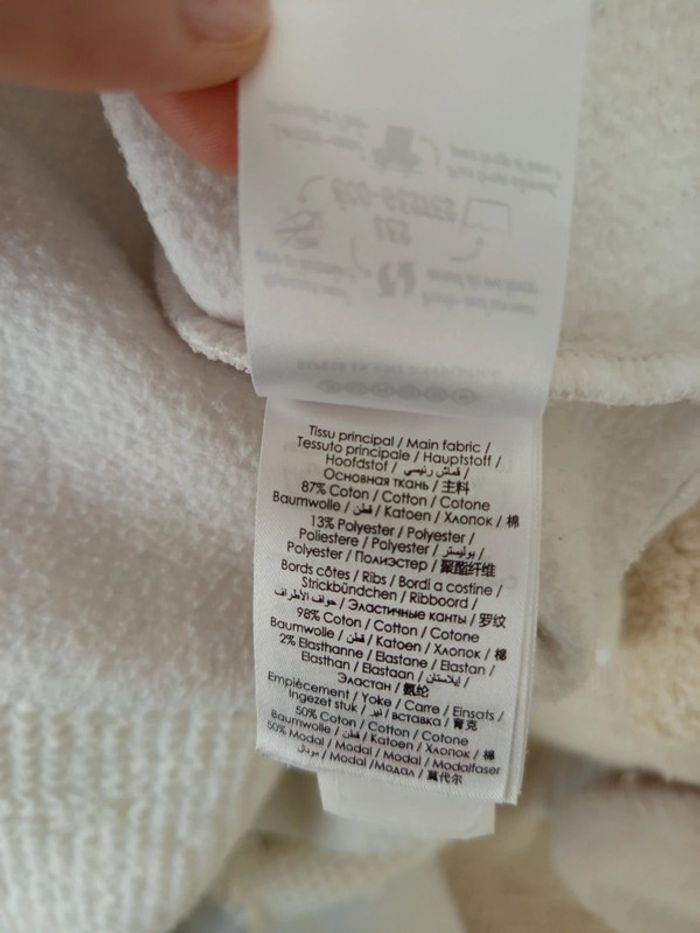 Tissu principal / Main fabric /
Tessuto principale / Hauptstoff /
Hoofdstof / قماش رئيسي /
Основная ткань / 主料
87% Coton / Cotton / Cotone
Baumwolle / قطن / Katoen / Хлопок / 棉
13% Polyester / Polyester /
Poliestere / Polyester / بوليستر /
Polyester / Полиэстер / 聚酯纤维
Bords côtes / Ribs / Bordi a costine /
Strickbündchen / Ribboord /
حواف الأطراف / Эластичные канты / 罗纹
98% Coton / Cotton / Cotone
Baumwolle / قطن / Katoen / Хлопок / 棉
2% Elasthanne / Elastane / Elastan /
Elasthan / Elastaan / إيلاستان /
Эластан / 氨纶
Empiècement / Yoke / Carre / Einsats /
Ingezet stuk / نير / вставка / 育克
50% Coton / Cotton / Cotone
Baumwolle / قطن / Katoen / Хлопок / 棉
50% Modal / Modal / Modal / Modalfaser
مودال / Modal / Модал / 莫代尔